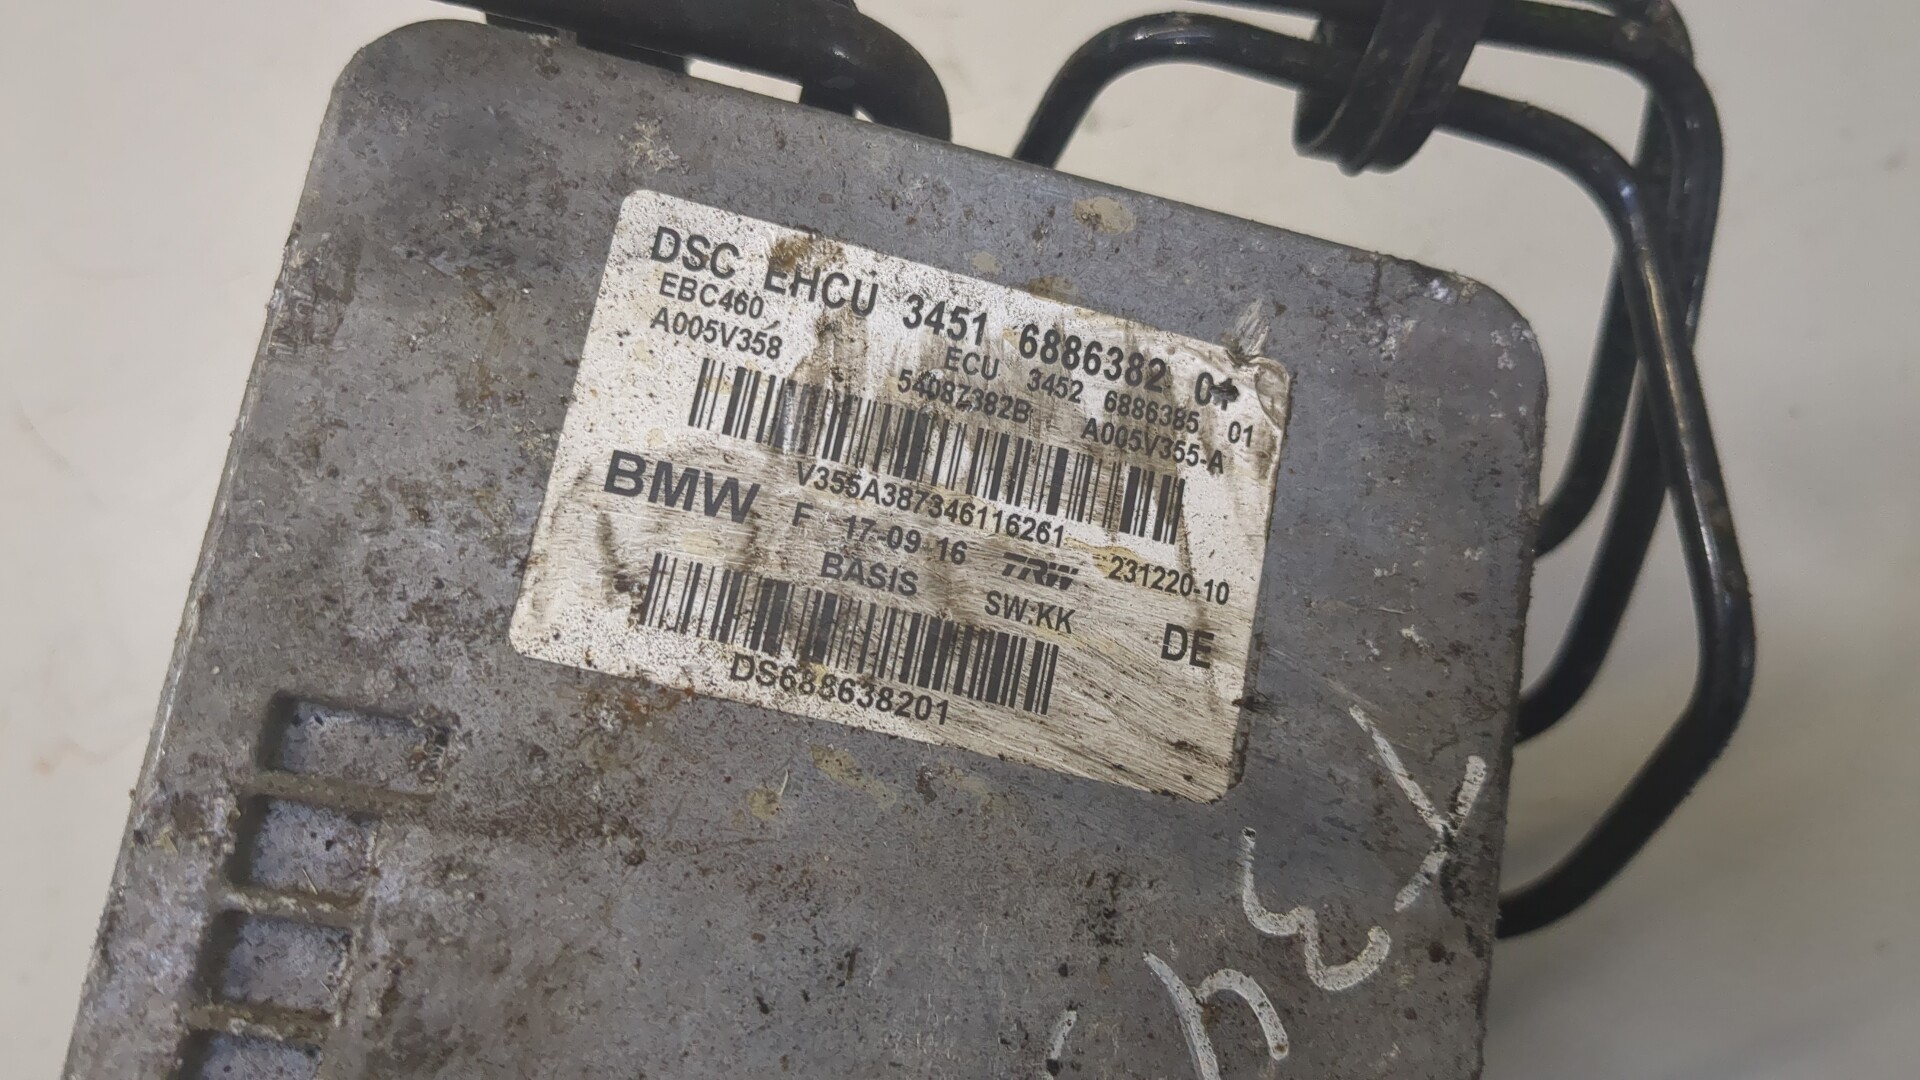 DSC EHCU 3451 6886382 01
EBC460 ECU 3452 6886385 01
A005V358 54087382B A005V355-A
V355A387346116261
BMW F 17-09-16 TRW 231220-10
BASIS SW:KK DE
DS688638201